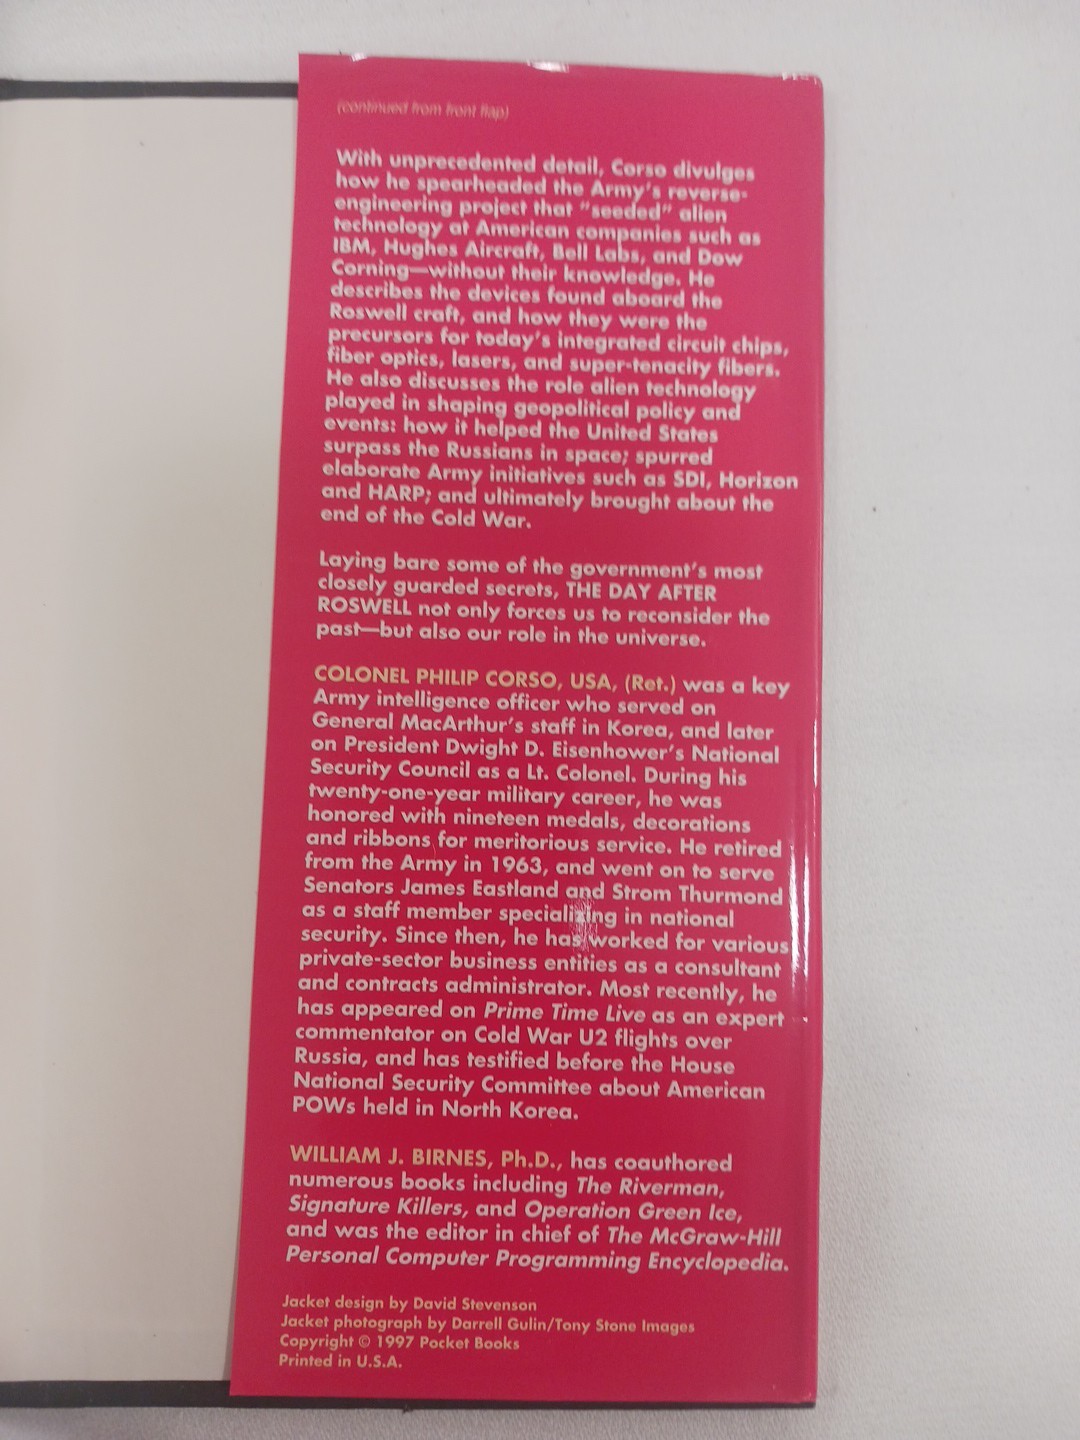 (continued from front flap)
With unprecedented detail, Corso divulges
how he spearheaded the Army's reverse-
engineering project that "seeded" alien
technology at American companies such as
IBM, Hughes Aircraft, Bell Labs, and Dow
Corning—without their knowledge. He
describes the devices found aboard the
Roswell craft, and how they were the
precursors for today's integrated circuit chips,
fiber optics, lasers, and super-tenacity fibers.
He also discusses the role alien technology
played in shaping geopolitical policy and
events: how it helped the United States
surpass the Russians in space; spurred
elaborate Army initiatives such as SDI, Horizon
and HARP; and ultimately brought about the
end of the Cold War.
Laying bare some of the government's most
closely guarded secrets, THE DAY AFTER
ROSWELL not only forces us to reconsider the
past—but also our role in the universe.
COLONEL PHILIP CORSO, USA, (Ret.) was a key
Army intelligence officer who served on
General MacArthur's staff in Korea, and later
on President Dwight D. Eisenhower's National
Security Council as a Lt. Colonel. During his
twenty-one-year military career, he was
honored with nineteen medals, decorations
and ribbons for meritorious service. He retired
from the Army in 1963, and went on to serve
Senators James Eastland and Strom Thurmond
as a staff member specializing in national
security. Since then, he has worked for various
private-sector business entities as a consultant
and contracts administrator. Most recently, he
has appeared on Prime Time Live as an expert
commentator on Cold War U2 flights over
Russia, and has testified before the House
National Security Committee about American
POWs held in North Korea.
WILLIAM J. BIRNES, Ph.D., has coauthored
numerous books including The Riverman,
Signature Killers, and Operation Green Ice,
and was the editor in chief of The McGraw-Hill
Personal Computer Programming Encyclopedia.
Jacket design by David Stevenson
Jacket photograph by Darrell Gulin/Tony Stone Images
Copyright © 1997 Pocket Books
Printed in U.S.A.